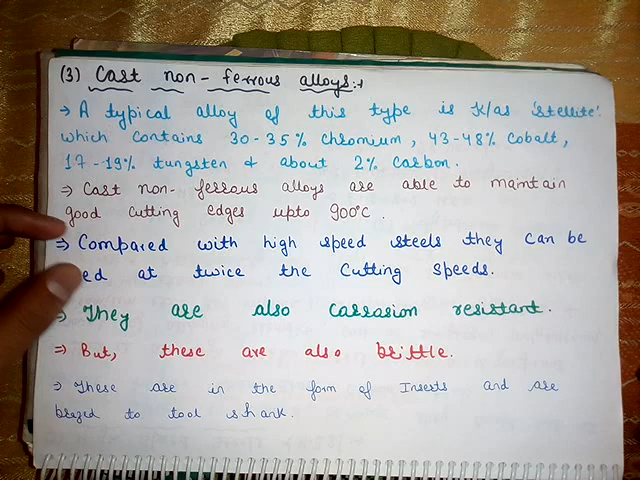 (3) Cast non-ferrous alloys:→
→ A typical alloy of this type is K/as 'stellite'.
which contains 30-35% chromium, 43-48% cobalt,
17-19% tungsten & about 2% carbon.
⇒ Cast non-ferrous alloys are able to maintain
good cutting edges upto 900°c.
⇒ Compared with high speed steels they can be
ed at twice the cutting speeds.
⇒ They are also carrasion resistant.
⇒ But, these are also brittle.
⇒ These are in the form of Inserts and are
brazed to tool shank.